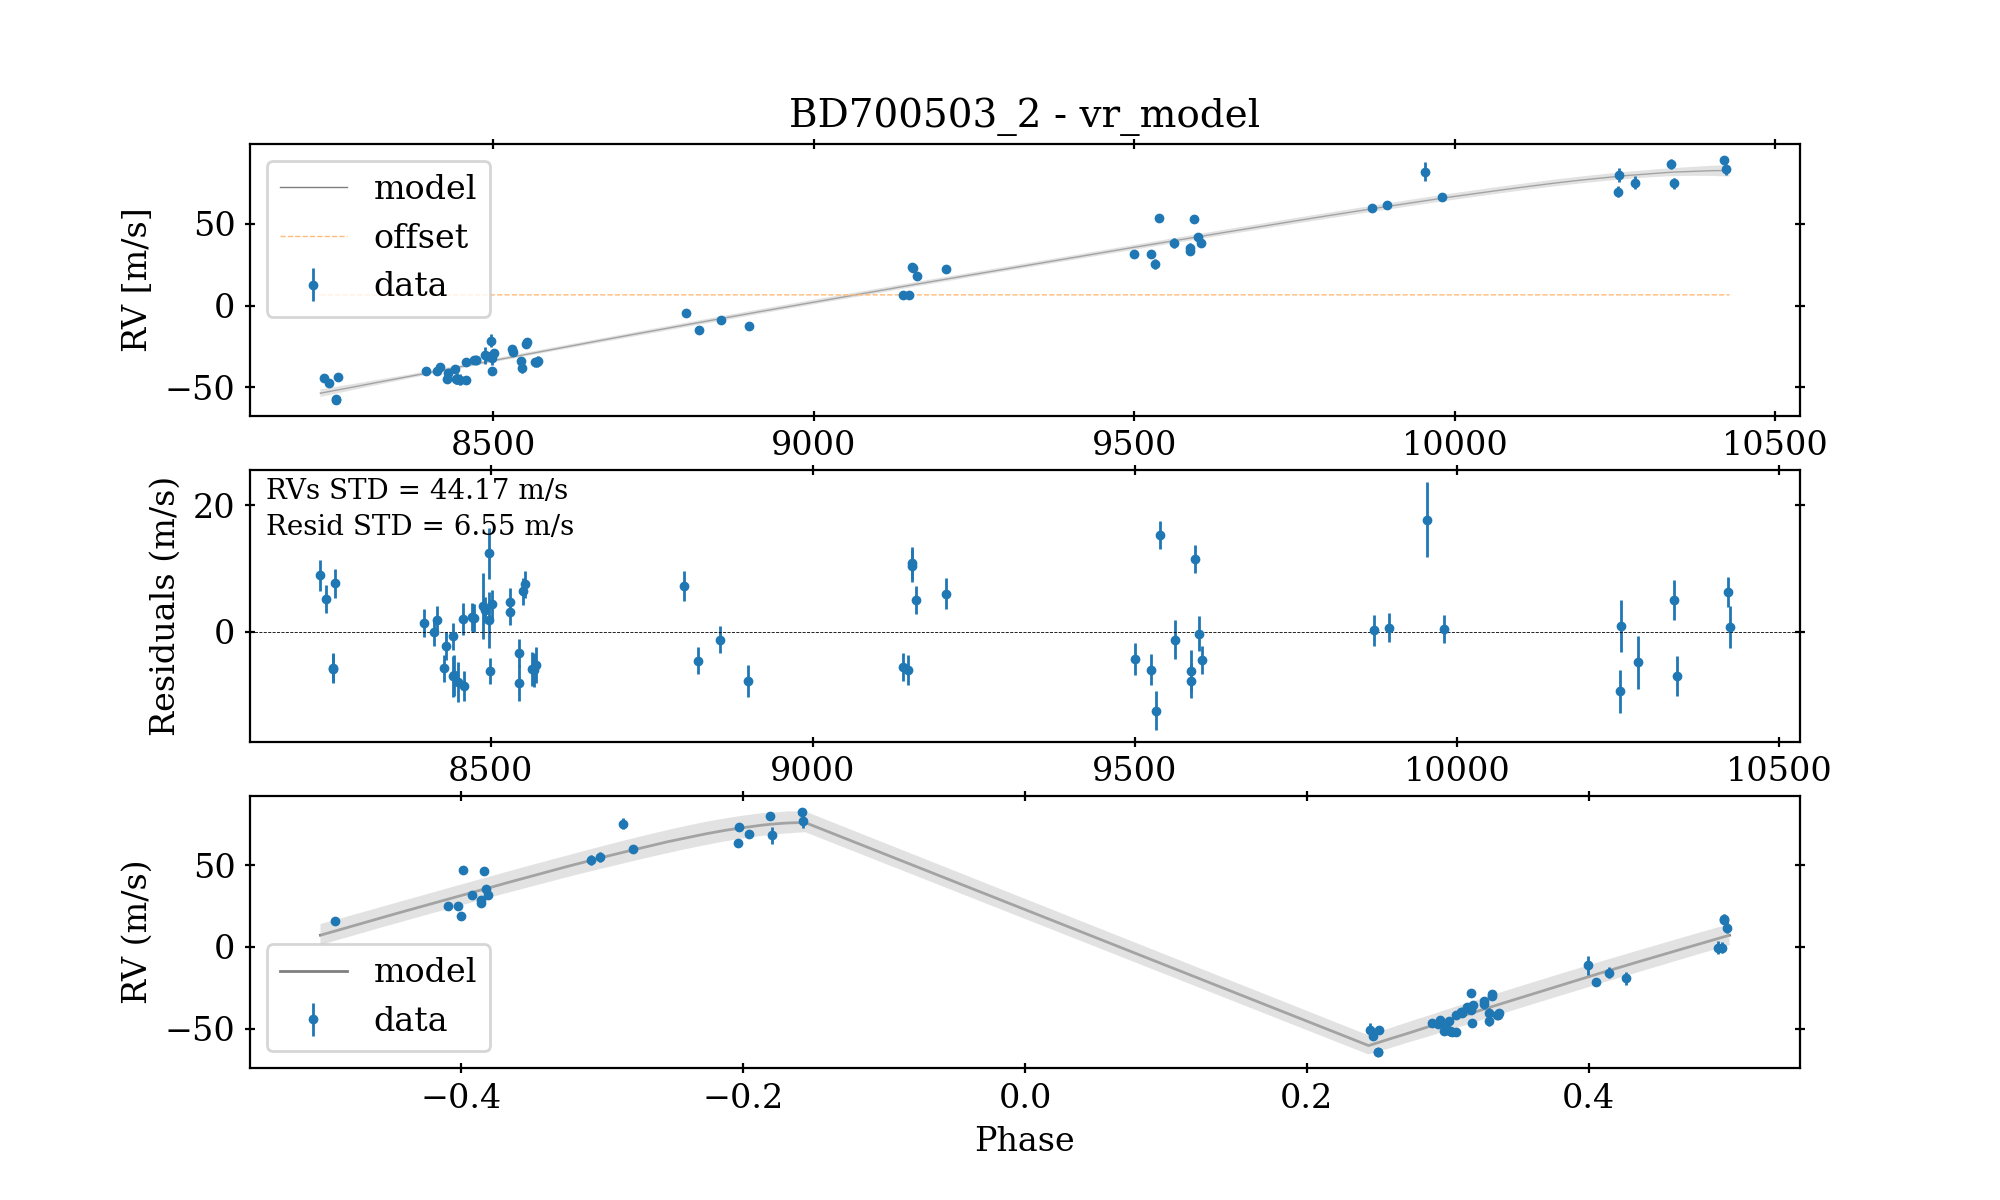 BD700503_2 - vr_model
RV [m/s]
50
0
−50
model
offset
data
8500 9000 9500 10000 10500
Residuals (m/s)
20
0
RVs STD = 44.17 m/s
Resid STD = 6.55 m/s
8500 9000 9500 10000 10500
RV (m/s)
50
0
−50
model
data
−0.4 −0.2 0.0 0.2 0.4
Phase